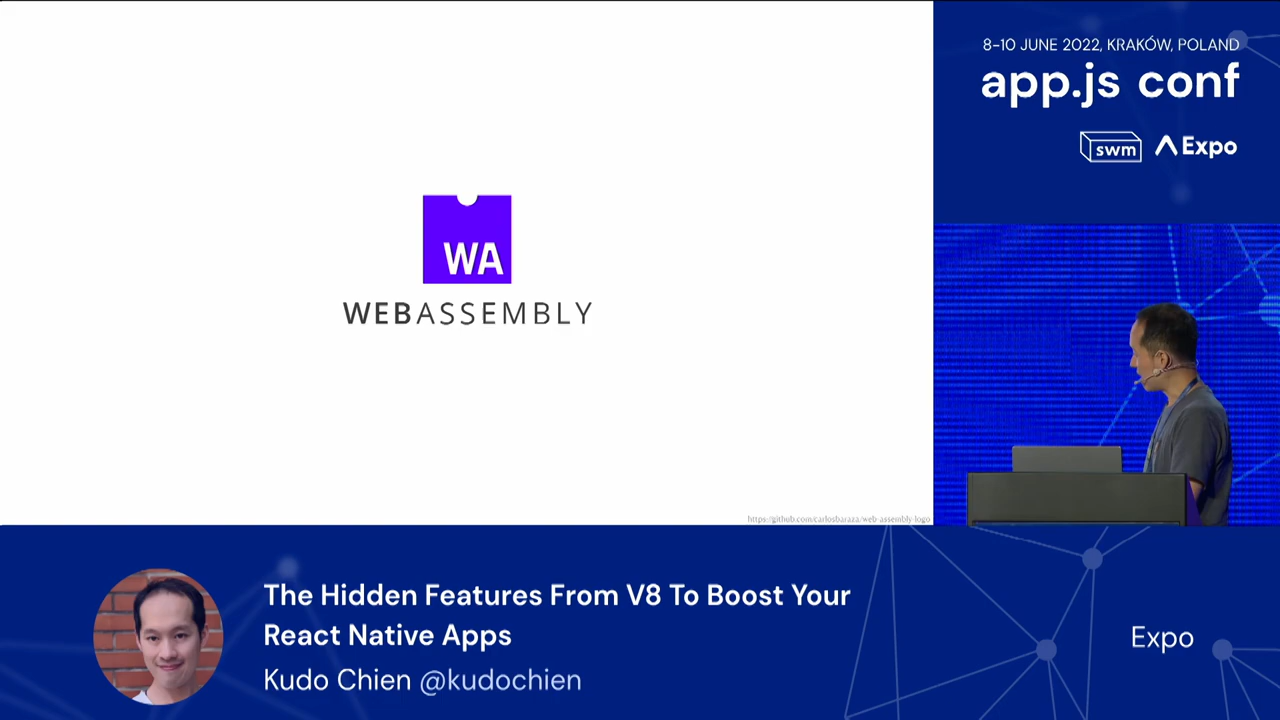 WA
WEBASSEMBLY
https://github.com/carlosbaraza/web-assembly-logo
8-10 JUNE 2022, KRAKÓW, POLAND
app.js conf
swm Expo
The Hidden Features From V8 To Boost Your
React Native Apps
Kudo Chien @kudochien
Expo